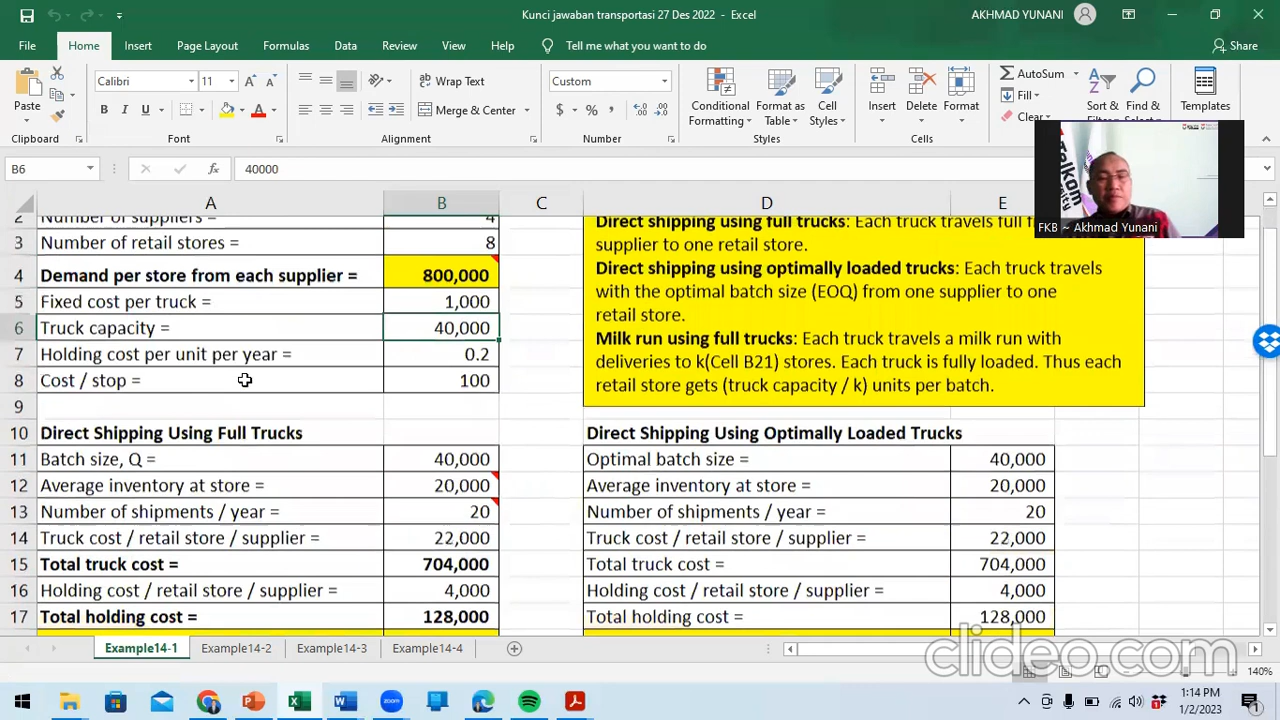 Kunci jawaban transportasi 27 Des 2022 - Excel
AKHMAD YUNANI
File Home Insert Page Layout Formulas Data Review View Help Tell me what you want to do Share
Paste
Clipboard
Calibri 11
B I U
Font
Wrap Text
Merge & Center
Alignment
Custom
$ %
Number
Conditional Formatting
Format as Table
Cell Styles
Styles
Insert Delete Format
Cells
AutoSum
Fill
Clear
Sort &
Find &
Templates
B6 40000
FKB ~ Akhmad Yunani
A B C D E
2 Number of suppliers = 4
3 Number of retail stores = 8
4 Demand per store from each supplier = 800,000
5 Fixed cost per truck = 1,000
6 Truck capacity = 40,000
7 Holding cost per unit per year = 0.2
8 Cost / stop = 100
9
Direct shipping using full trucks: Each truck travels full
supplier to one retail store.
Direct shipping using optimally loaded trucks: Each truck travels
with the optimal batch size (EOQ) from one supplier to one
retail store.
Milk run using full trucks: Each truck travels a milk run with
deliveries to k(Cell B21) stores. Each truck is fully loaded. Thus each
retail store gets (truck capacity / k) units per batch.
10 Direct Shipping Using Full Trucks Direct Shipping Using Optimally Loaded Trucks
11 Batch size, Q = 40,000 Optimal batch size = 40,000
12 Average inventory at store = 20,000 Average inventory at store = 20,000
13 Number of shipments / year = 20 Number of shipments / year = 20
14 Truck cost / retail store / supplier = 22,000 Truck cost / retail store / supplier = 22,000
15 Total truck cost = 704,000 Total truck cost = 704,000
16 Holding cost / retail store / supplier = 4,000 Holding cost / retail store / supplier = 4,000
17 Total holding cost = 128,000 Total holding cost = 128,000
Example14-1 Example14-2 Example14-3 Example14-4
clideo.com
140%
1:14 PM
1/2/2023